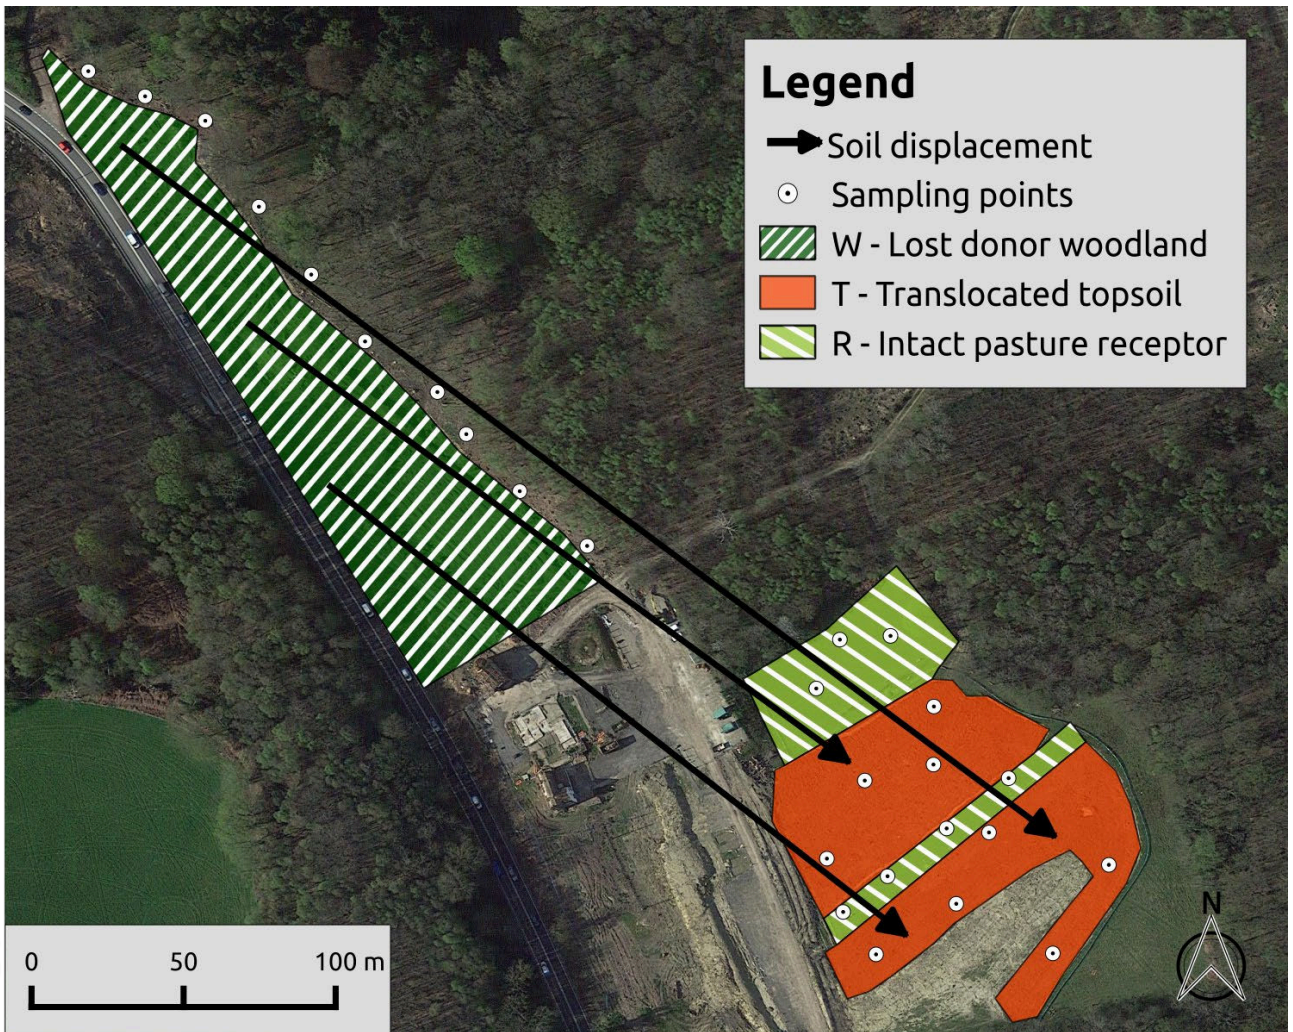 Legend
Soil displacement
Sampling points
W - Lost donor woodland
T - Translocated topsoil
R - Intact pasture receptor
N
0 50 100 m